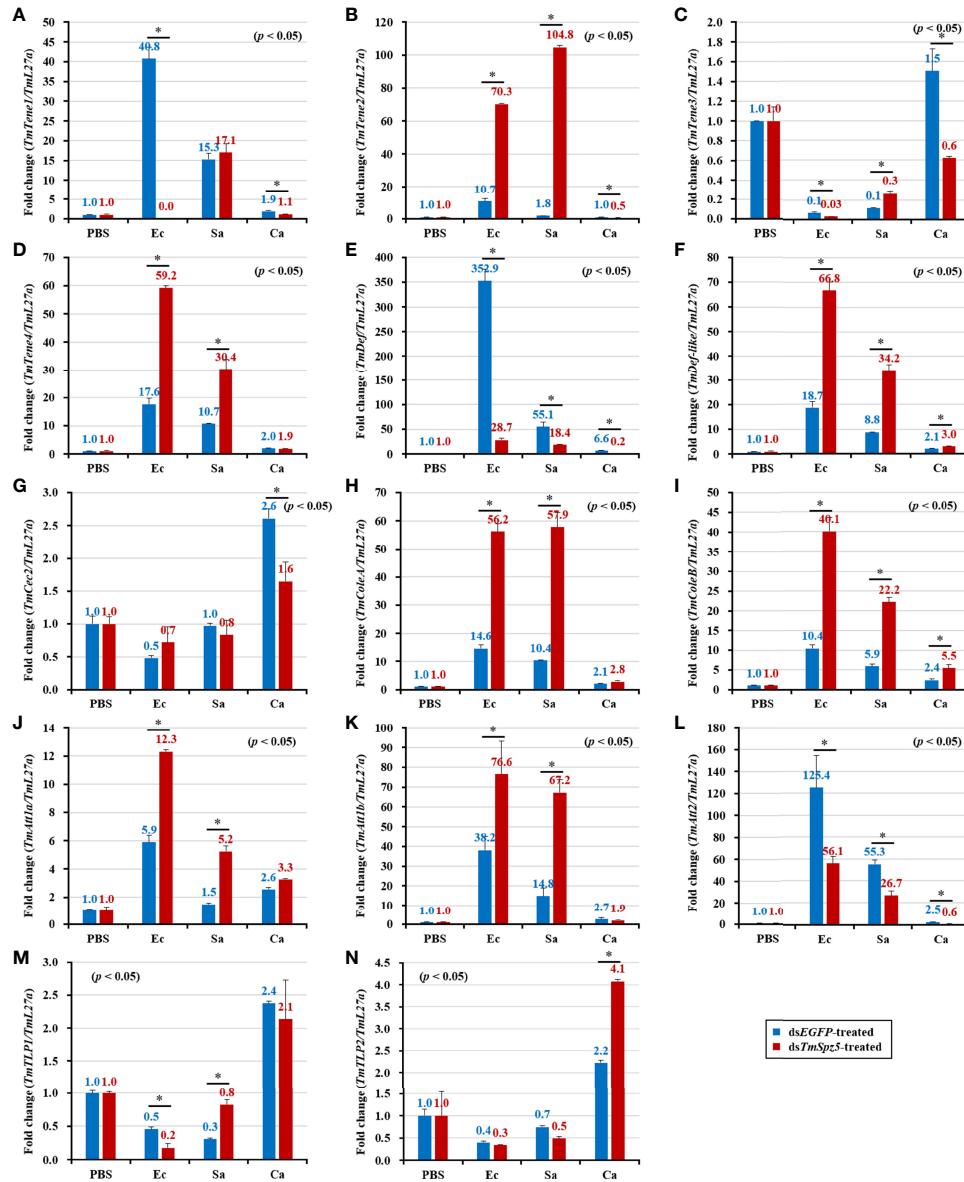 A
Fold change (TmTene1/TmL27a)
50
45
40
35
30
25
20
15
10
5
0
(p < 0.05)
1.0 1.0
40.8 * 0.0
15.3 17.1
1.9 * 1.1
PBS Ec Sa Ca
B
Fold change (TmTene2/TmL27a)
120
100
80
60
40
20
0
(p < 0.05)
1.0 1.0
10.7 * 70.3
1.8 * 104.8
1.0 * 0.5
PBS Ec Sa Ca
C
Fold change (TmTene3/TmL27a)
2.0
1.8
1.6
1.4
1.2
1.0
0.8
0.6
0.4
0.2
0.0
(p < 0.05)
1.0 1.0
0.1 * 0.03
0.1 * 0.3
1.5 * 0.6
PBS Ec Sa Ca
D
Fold change (TmTene4/TmL27a)
70
60
50
40
30
20
10
0
(p < 0.05)
1.0 1.0
17.6 * 59.2
10.7 * 30.4
2.0 1.9
PBS Ec Sa Ca
E
Fold change (TmDef/TmL27a)
400
350
300
250
200
150
100
50
0
(p < 0.05)
1.0 1.0
352.9 * 28.7
55.1 * 18.4
6.6 * 0.2
PBS Ec Sa Ca
F
Fold change (TmDef-like/TmL27a)
80
70
60
50
40
30
20
10
0
(p < 0.05)
1.0 1.0
18.7 * 66.8
8.8 * 34.2
2.1 * 3.0
PBS Ec Sa Ca
G
Fold change (TmCec2/TmL27a)
3.0
2.5
2.0
1.5
1.0
0.5
0.0
(p < 0.05)
1.0 1.0
0.5 0.7
1.0 0.8
2.6 * 1.6
PBS Ec Sa Ca
H
Fold change (TmColeA/TmL27a)
70
60
50
40
30
20
10
0
(p < 0.05)
1.0 1.0
14.6 * 56.2
10.4 * 57.9
2.1 2.8
PBS Ec Sa Ca
I
Fold change (TmColeB/TmL27a)
50
45
40
35
30
25
20
15
10
5
0
(p < 0.05)
1.0 1.0
10.4 * 40.1
5.9 * 22.2
2.4 * 5.5
PBS Ec Sa Ca
J
Fold change (TmAtt1a/TmL27a)
14
12
10
8
6
4
2
0
(p < 0.05)
1.0 1.0
5.9 * 12.3
1.5 * 5.2
2.6 3.3
PBS Ec Sa Ca
K
Fold change (TmAtt1b/TmL27a)
100
90
80
70
60
50
40
30
20
10
0
(p < 0.05)
1.0 1.0
38.2 * 76.6
14.8 * 67.2
2.7 1.9
PBS Ec Sa Ca
L
Fold change (TmAtt2/TmL27a)
180
160
140
120
100
80
60
40
20
0
(p < 0.05)
1.0 1.0
125.4 * 56.1
55.3 * 26.7
2.5 * 0.6
PBS Ec Sa Ca
M
Fold change (TmTLP1/TmL27a)
3.0
2.5
2.0
1.5
1.0
0.5
0.0
(p < 0.05)
1.0 1.0
0.5 * 0.2
0.3 * 0.8
2.4 2.1
PBS Ec Sa Ca
N
Fold change (TmTLP2/TmL27a)
4.5
4.0
3.5
3.0
2.5
2.0
1.5
1.0
0.5
0.0
(p < 0.05)
1.0 1.0
0.4 0.3
0.7 0.5
2.2 * 4.1
PBS Ec Sa Ca
dsEGFP-treated
dsTmSpz5-treated